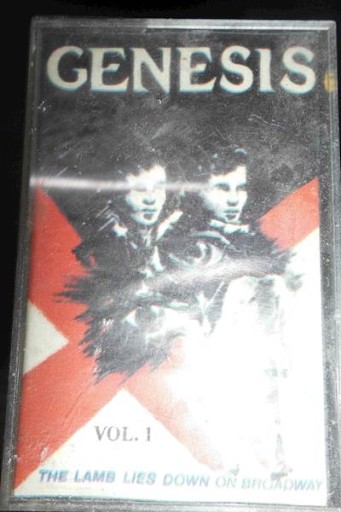 GENESIS
VOL. 1
THE LAMB LIES DOWN ON BROADWAY